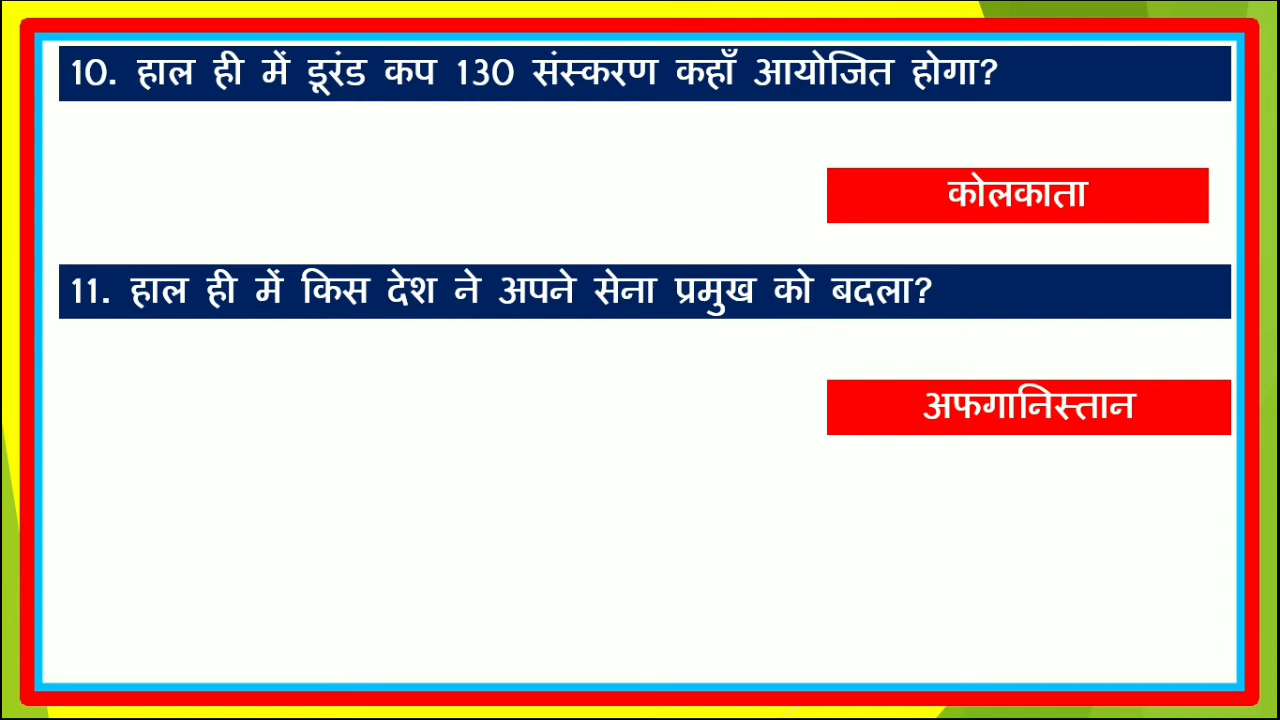 10. हाल ही में डूरंड कप 130 संस्करण कहाँ आयोजित होगा?
कोलकाता
11. हाल ही में किस देश ने अपने सेना प्रमुख को बदला?
अफगानिस्तान